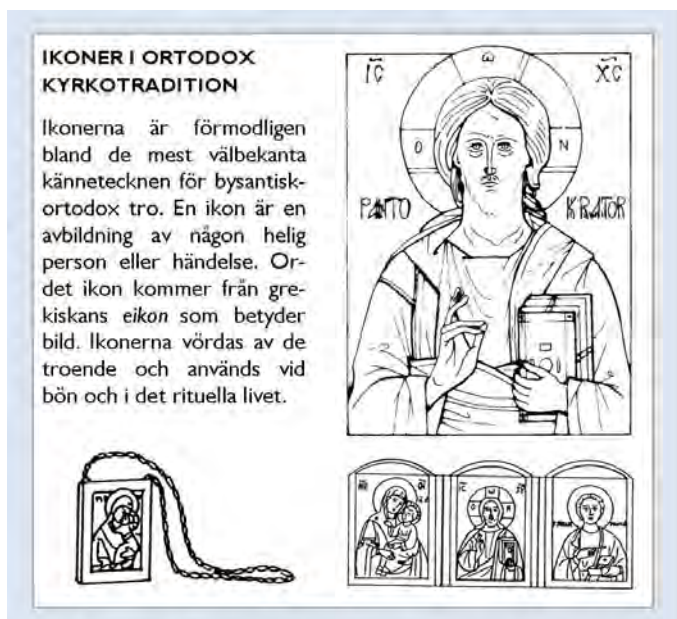 IKONER I ORTODOX
KYRKOTRADITION
Ikonerna är förmodligen
bland de mest välbekanta
kännetecknen för bysantisk-
ortodox tro. En ikon är en
avbildning av någon helig
person eller händelse. Or-
det ikon kommer från gre-
kiskans eikon som betyder
bild. Ikonerna vördas av de
troende och används vid
bön och i det rituella livet.
ῙC X̄C
Ο Ѡ Ν
PANTO KRATOR